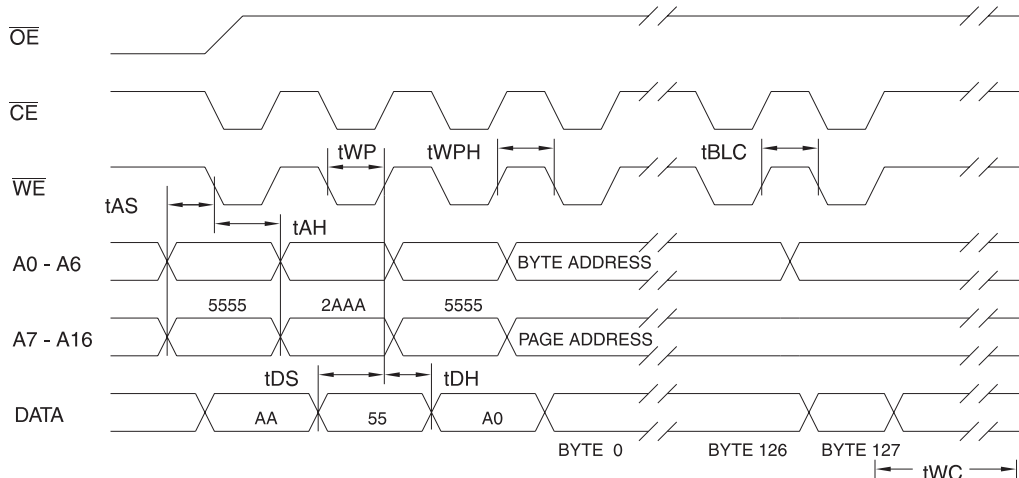 OE
CE
tWP tWPH tBLC
WE
tAS
tAH
A0 - A6 BYTE ADDRESS
5555 2AAA 5555
A7 - A16 PAGE ADDRESS
tDS tDH
DATA AA 55 A0
BYTE 0 BYTE 126 BYTE 127
tWC